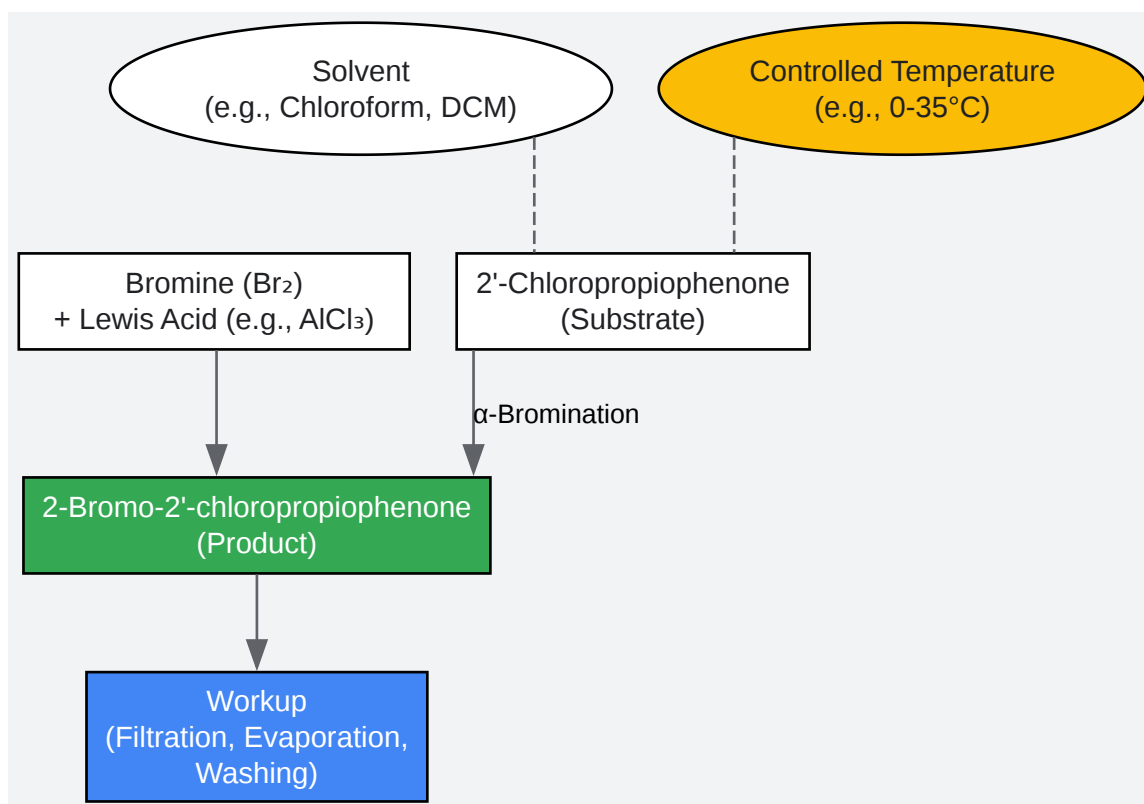 Solvent
(e.g., Chloroform, DCM)
Controlled Temperature
(e.g., 0-35°C)
Bromine (Br₂)
+ Lewis Acid (e.g., AlCl₃)
2'-Chloropropiophenone
(Substrate)
α-Bromination
2-Bromo-2'-chloropropiophenone
(Product)
Workup
(Filtration, Evaporation,
Washing)